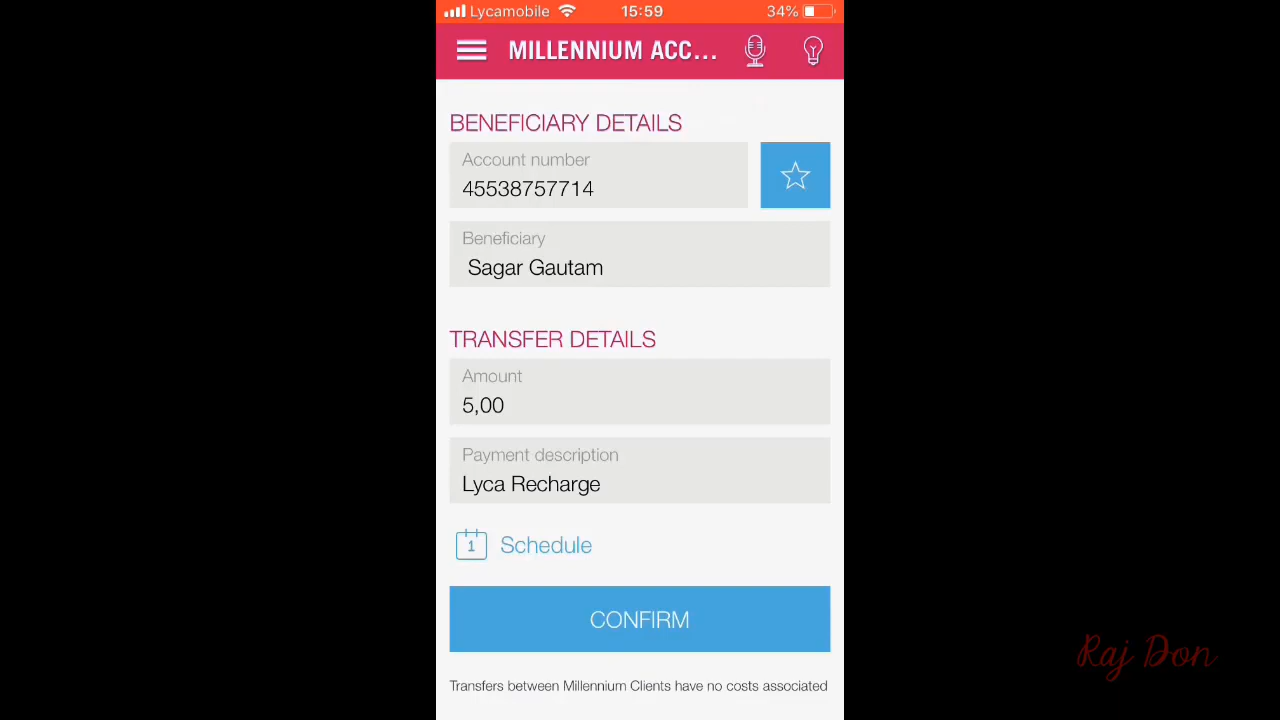 Lycamobile 15:59 34%
MILLENNIUM ACC...
BENEFICIARY DETAILS
Account number
45538757714
Beneficiary
Sagar Gautam
TRANSFER DETAILS
Amount
5,00
Payment description
Lyca Recharge
1 Schedule
CONFIRM
Raj Don
Transfers between Millennium Clients have no costs associated